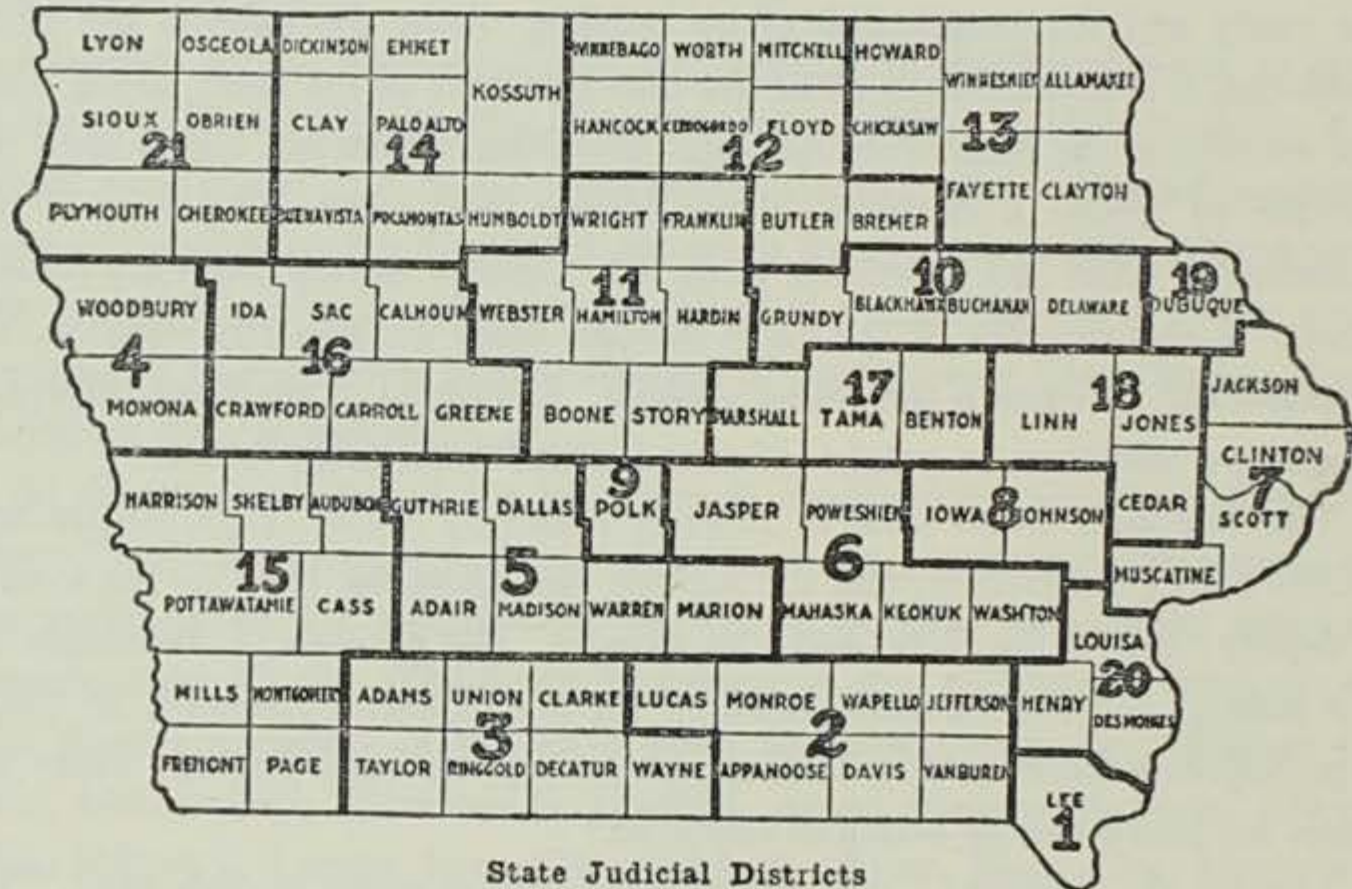 LYON OSCEOLA DICKINSON EMMET WINNEBAGO WORTH MITCHELL HOWARD
KOSSUTH WINNESHIEK ALLAMAKEE
SIOUX OBRIEN CLAY PALO ALTO HANCOCK CERRO GORDO FLOYD CHICKASAW
21 14 12 13
PLYMOUTH CHEROKEE BUENA VISTA POCAHONTAS HUMBOLDT WRIGHT FRANKLIN BUTLER BREMER FAYETTE CLAYTON
WOODBURY IDA SAC CALHOUN WEBSTER 11 HAMILTON HARDIN GRUNDY 10 BLACKHAWK BUCHANAN DELAWARE 19 DUBUQUE
4 16 17 18
MONONA CRAWFORD CARROLL GREENE BOONE STORY MARSHALL TAMA BENTON LINN JONES JACKSON
CLINTON
HARRISON SHELBY AUDUBON GUTHRIE DALLAS 9 POLK JASPER POWESHIEK IOWA 8 JOHNSON CEDAR 7 SCOTT
15 5 6 MUSCATINE
POTTAWATAMIE CASS ADAIR MADISON WARREN MARION MAHASKA KEOKUK WASHTON
LOUISA
MILLS MONTGOMERY ADAMS UNION CLARKE LUCAS MONROE WAPELLO JEFFERSON HENRY 20 DESMOINES
3 2
FREMONT PAGE TAYLOR RINGGOLD DECATUR WAYNE APPANOOSE DAVIS VANBUREN
LEE
1
State Judicial Districts